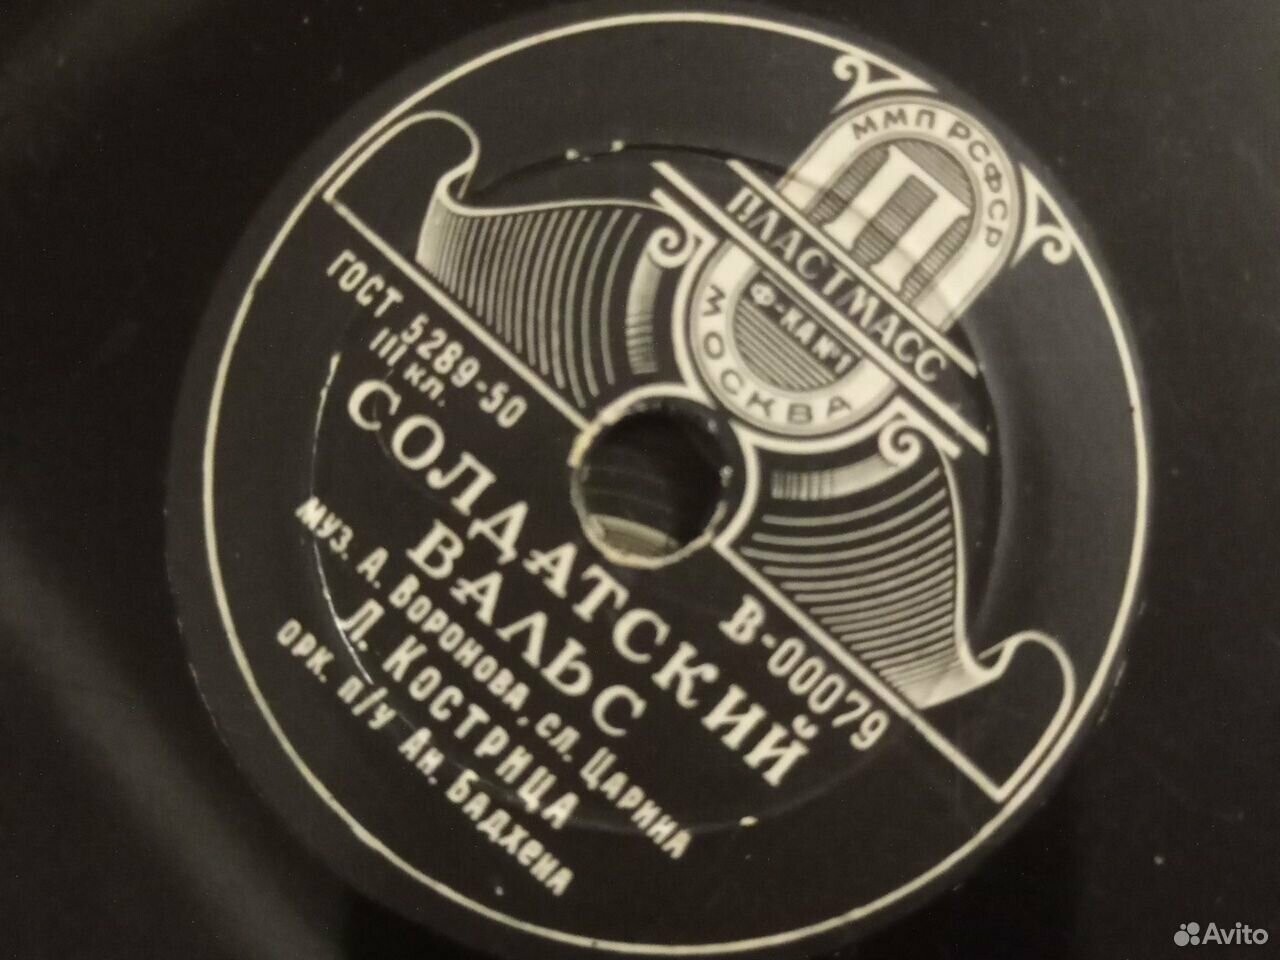 ММП РСФСР
П
ПЛАСТМАСС
Ф-КА №1
МОСКВА
ГОСТ 5289-50
III КЛ.
В-00079
СОЛДАТСКИЙ
ВАЛЬС
МУЗ. А. ВОРОНОВА, СЛ. ЦАРИНА
Л. КОСТРИЦА
ОРК. П/У АН. БАДХЕНА
Avito